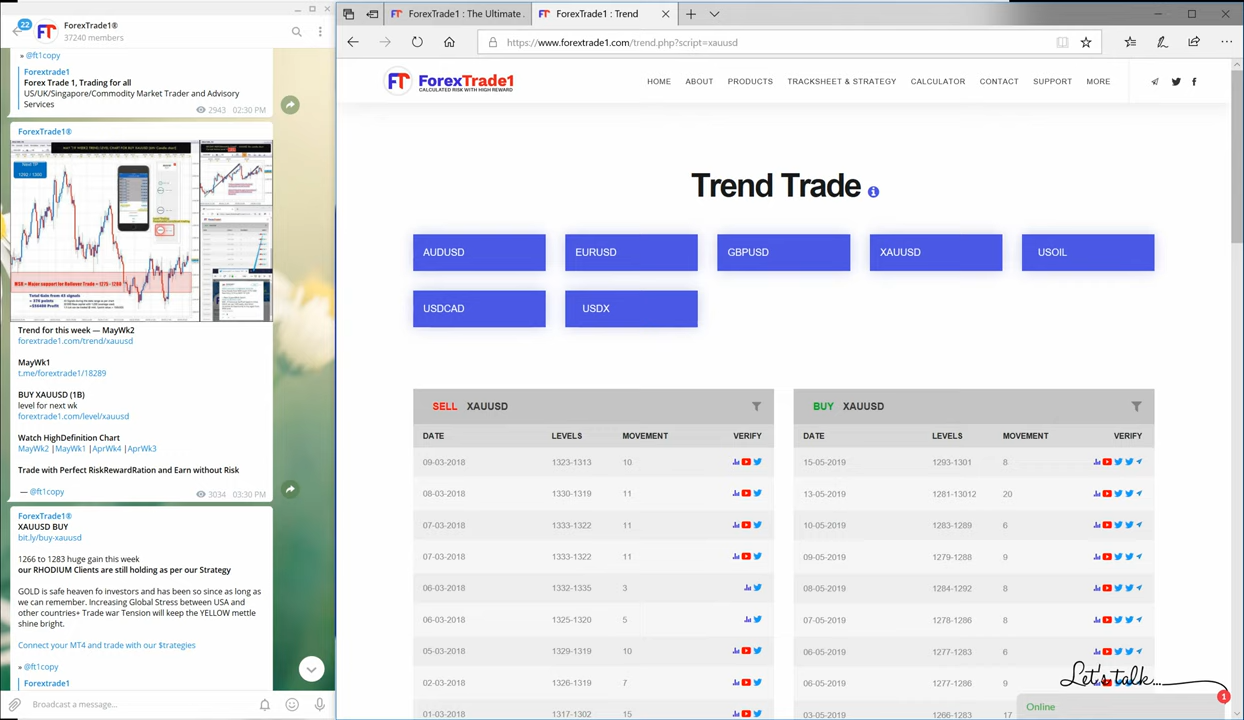 22
ForexTrade1®
37240 members
» @ft1copy
Forextrade1
Forex Trade 1, Trading for all
US/UK/Singapore/Commodity Market Trader and Advisory
Services
2943 02:30 PM
ForexTrade1®
Total Gain from 43 signals
Trend for this week — MayWk2
forextrade1.com/trend/xauusd
MayWk1
t.me/forextrade1/18289
BUY XAUUSD (1B)
level for next wk
forextrade1.com/level/xauusd
Watch HighDefinition Chart
MayWk2 | MayWk1 | AprWk4 | AprWk3
Trade with Perfect RiskRewardRation and Earn without Risk
— @ft1copy
3034 03:30 PM
ForexTrade1®
XAUUSD BUY
bit.ly/buy-xauusd
1266 to 1283 huge gain this week
our RHODIUM Clients are still holding as per our Strategy
GOLD is safe heaven fo investors and has been so since as long as
we can remember. Increasing Global Stress between USA and
other countries+ Trade war Tension will keep the YELLOW mettle
shine bright.
Connect your MT4 and trade with our $trategies
» @ft1copy
Forextrade1
Broadcast a message...
ForexTrade1 : The Ultimate
ForexTrade1 : Trend
https://www.forextrade1.com/trend.php?script=xauusd
FT ForexTrade1
CALCULATED RISK WITH HIGH REWARD
HOME ABOUT PRODUCTS TRACKSHEET & STRATEGY CALCULATOR CONTACT SUPPORT MORE
Trend Trade
AUDUSD EURUSD GBPUSD XAUUSD USOIL
USDCAD USDX
SELL XAUUSD
DATE LEVELS MOVEMENT VERIFY
09-03-2018 1323-1313 10
08-03-2018 1330-1319 11
07-03-2018 1333-1322 11
07-03-2018 1333-1322 11
06-03-2018 1332-1335 3
06-03-2018 1325-1320 5
05-03-2018 1329-1319 10
02-03-2018 1326-1319 7
01-03-2018 1317-1302 15
BUY XAUUSD
DATE LEVELS MOVEMENT VERIFY
15-05-2019 1293-1301 8
13-05-2019 1281-13012 20
10-05-2019 1283-1289 6
09-05-2019 1279-1288 9
08-05-2019 1284-1292 8
07-05-2019 1278-1286 8
06-05-2019 1277-1283 6
06-05-2019 1277-1286 9
03-05-2019 1266-1283 17
Let's talk...
Online
1